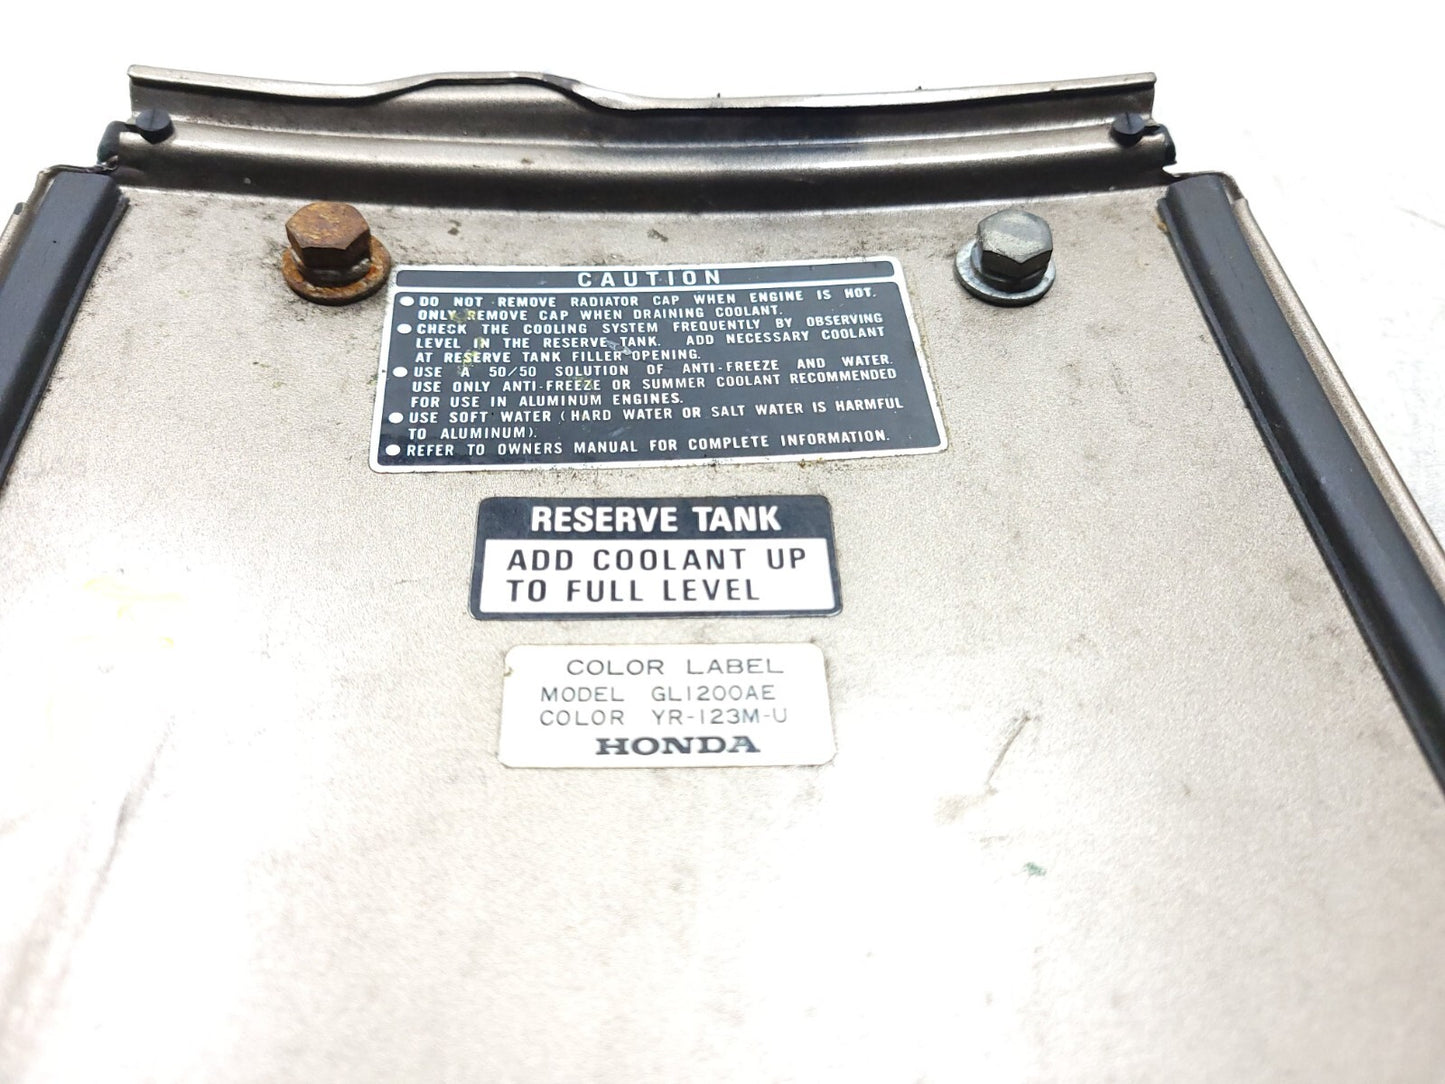 CAUTION
● DO NOT REMOVE RADIATOR CAP WHEN ENGINE IS HOT.
ONLY REMOVE CAP WHEN DRAINING COOLANT.
● CHECK THE COOLING SYSTEM FREQUENTLY BY OBSERVING
LEVEL IN THE RESERVE TANK. ADD NECESSARY COOLANT
AT RESERVE TANK FILLER OPENING.
● USE A 50/50 SOLUTION OF ANTI-FREEZE AND WATER.
USE ONLY ANTI-FREEZE OR SUMMER COOLANT RECOMMENDED
FOR USE IN ALUMINUM ENGINES.
● USE SOFT WATER (HARD WATER OR SALT WATER IS HARMFUL
TO ALUMINUM).
● REFER TO OWNERS MANUAL FOR COMPLETE INFORMATION.
RESERVE TANK
ADD COOLANT UP
TO FULL LEVEL
COLOR LABEL
MODEL GL1200AE
COLOR YR-123M-U
HONDA